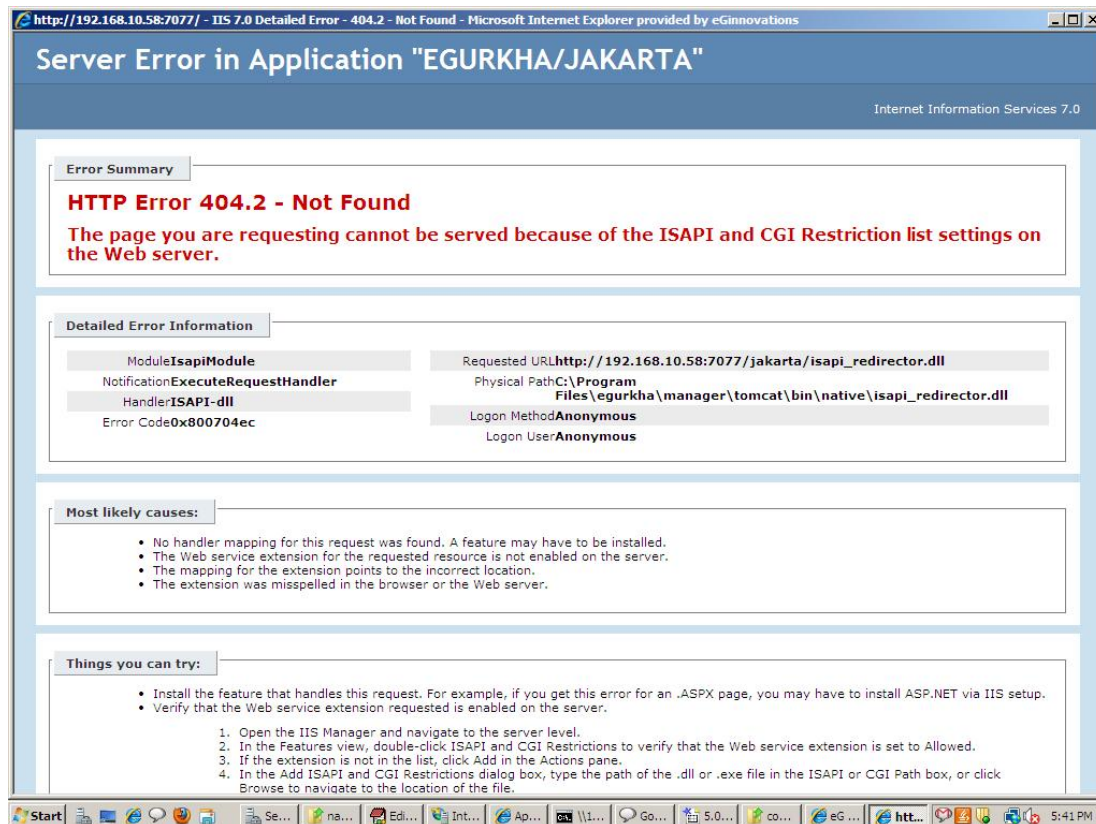 http://192.168.10.58:7077/ - IIS 7.0 Detailed Error - 404.2 - Not Found - Microsoft Internet Explorer provided by eGinnovations
Server Error in Application "EGURKHA/JAKARTA"
Internet Information Services 7.0
Error Summary
HTTP Error 404.2 - Not Found
The page you are requesting cannot be served because of the ISAPI and CGI Restriction list settings on
the Web server.
Detailed Error Information
Module IsapiModule
Notification ExecuteRequestHandler
Handler ISAPI-dll
Error Code 0x800704ec
Requested URL http://192.168.10.58:7077/jakarta/isapi_redirector.dll
Physical Path C:\Program
Files\egurkha\manager\tomcat\bin\native\isapi_redirector.dll
Logon Method Anonymous
Logon User Anonymous
Most likely causes:
• No handler mapping for this request was found. A feature may have to be installed.
• The Web service extension for the requested resource is not enabled on the server.
• The mapping for the extension points to the incorrect location.
• The extension was misspelled in the browser or the Web server.
Things you can try:
• Install the feature that handles this request. For example, if you get this error for an .ASPX page, you may have to install ASP.NET via IIS setup.
• Verify that the Web service extension requested is enabled on the server.
1. Open the IIS Manager and navigate to the server level.
2. In the Features view, double-click ISAPI and CGI Restrictions to verify that the Web service extension is set to Allowed.
3. If the extension is not in the list, click Add in the Actions pane.
4. In the Add ISAPI and CGI Restrictions dialog box, type the path of the .dll or .exe file in the ISAPI or CGI Path box, or click
Browse to navigate to the location of the file.
Start Se... na... Edi... Int... Ap... \\1... Go... 5.0... co... eG ... htt... 5:41 PM